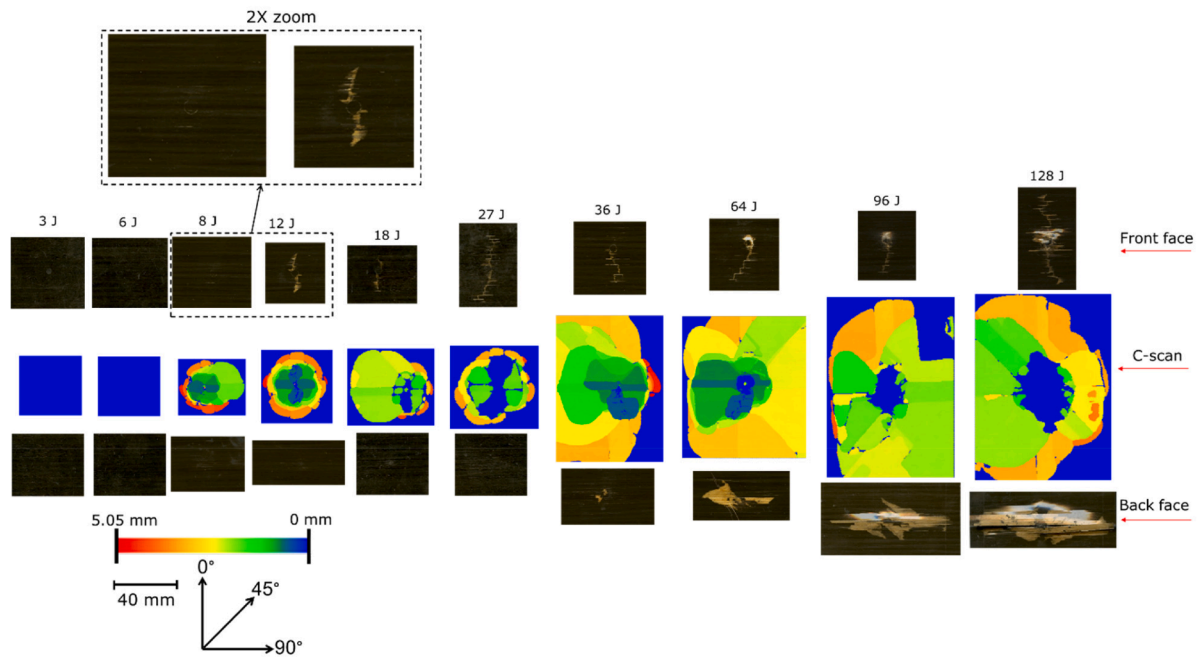 2X zoom
3 J
6 J
8 J
12 J
18 J
27 J
36 J
64 J
96 J
128 J
Front face
C-scan
Back face
5.05 mm
0 mm
40 mm
0°
45°
90°